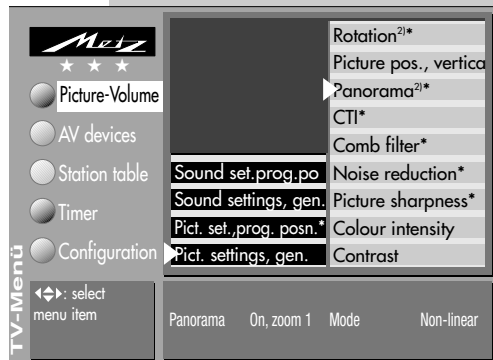 Metz
★ ★ ★
Picture-Volume
AV devices
Station table
Timer
Configuration
TV-Menü
Sound set.prog.po
Sound settings, gen.
Pict. set.,prog. posn.*
Pict. settings, gen.
Rotation²⁾*
Picture pos., vertica
Panorama²⁾*
CTI*
Comb filter*
Noise reduction*
Picture sharpness*
Colour intensity
Contrast
: select
menu item
Panorama On, zoom 1 Mode Non-linear